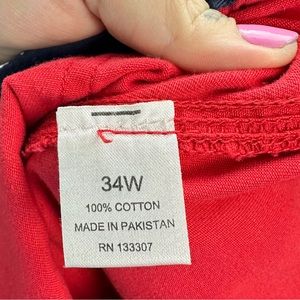 34W
100% COTTON
MADE IN PAKISTAN
RN 133307